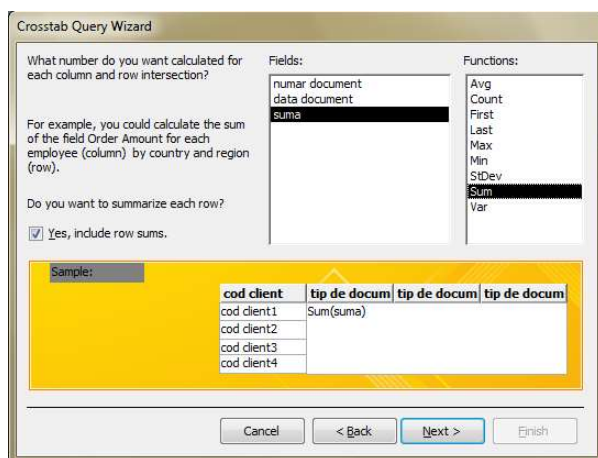 Crosstab Query Wizard
What number do you want calculated for
each column and row intersection?
For example, you could calculate the sum
of the field Order Amount for each
employee (column) by country and region
(row).
Do you want to summarize each row?
Yes, include row sums.
Fields:
numar document
data document
suma
Functions:
Avg
Count
First
Last
Max
Min
StDev
Sum
Var
Sample:
cod client tip de docum tip de docum tip de docum
cod client1 Sum(suma)
cod client2
cod client3
cod client4
Cancel < Back Next > Finish